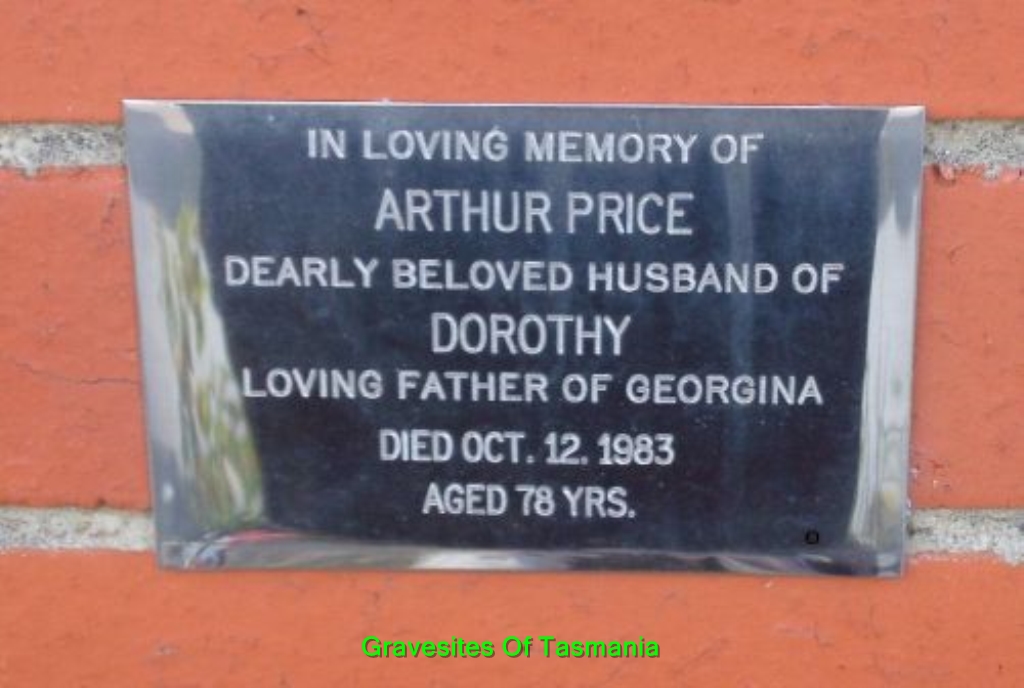 IN LOVING MEMORY OF
ARTHUR PRICE
DEARLY BELOVED HUSBAND OF
DOROTHY
LOVING FATHER OF GEORGINA
DIED OCT. 12. 1983
AGED 78 YRS.
Gravesites Of Tasmania